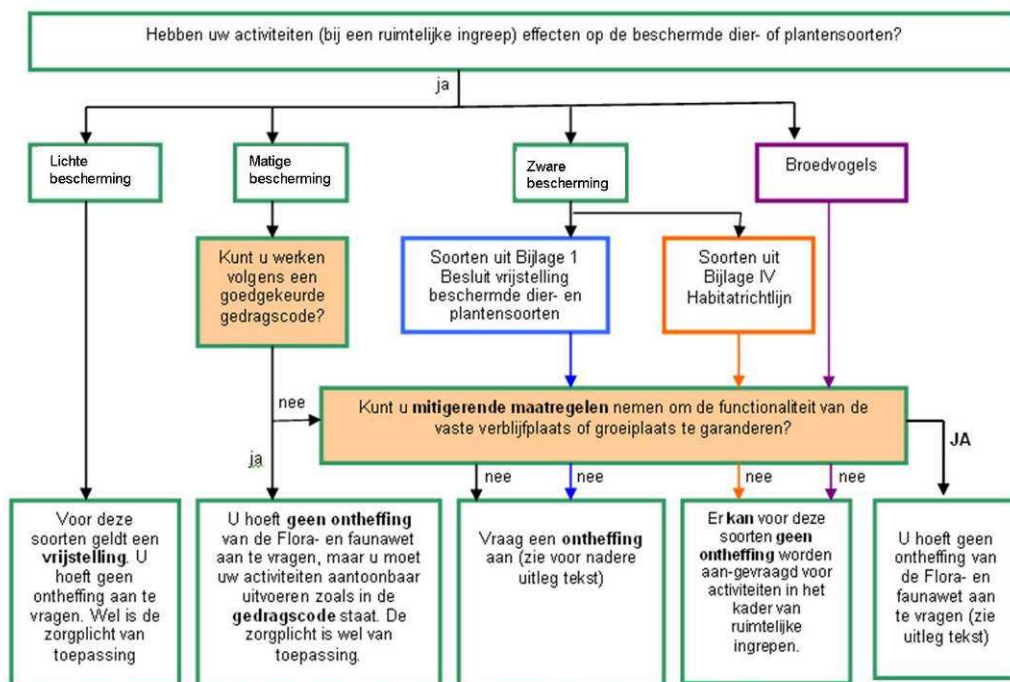 Hebben uw activiteiten (bij een ruimtelijke ingreep) effecten op de beschermde dier- of plantensoorten?
ja
Lichte
bescherming
Matige
bescherming
Zware
bescherming
Broedvogels
Kunt u werken
volgens een
goedgekeurde
gedragscode?
Soorten uit Bijlage 1
Besluit vrijstelling
beschermde dier- en
plantensoorten
Soorten uit
Bijlage IV
Habitatrichtlijn
nee
Kunt u mitigerende maatregelen nemen om de functionaliteit van de
vaste verblijfplaats of groeiplaats te garanderen?
JA
ja
nee
nee
nee
nee
Voor deze
soorten geldt een
vrijstelling. U
hoeft geen
ontheffing aan te
vragen. Wel is de
zorgplicht van
toepassing
U hoeft geen ontheffing
van de Flora- en faunawet
aan te vragen, maar u moet
uw activiteiten aantoonbaar
uitvoeren zoals in de
gedragscode staat. De
zorgplicht is wel van
toepassing.
Vraag een ontheffing
aan (zie voor nadere
uitleg tekst)
Er kan voor deze
soorten geen
ontheffing worden
aan-gevraagd voor
activiteiten in het
kader van
ruimtelijke
ingrepen.
U hoeft geen
ontheffing van
de Flora- en
faunawet aan
te vragen (zie
uitleg tekst)